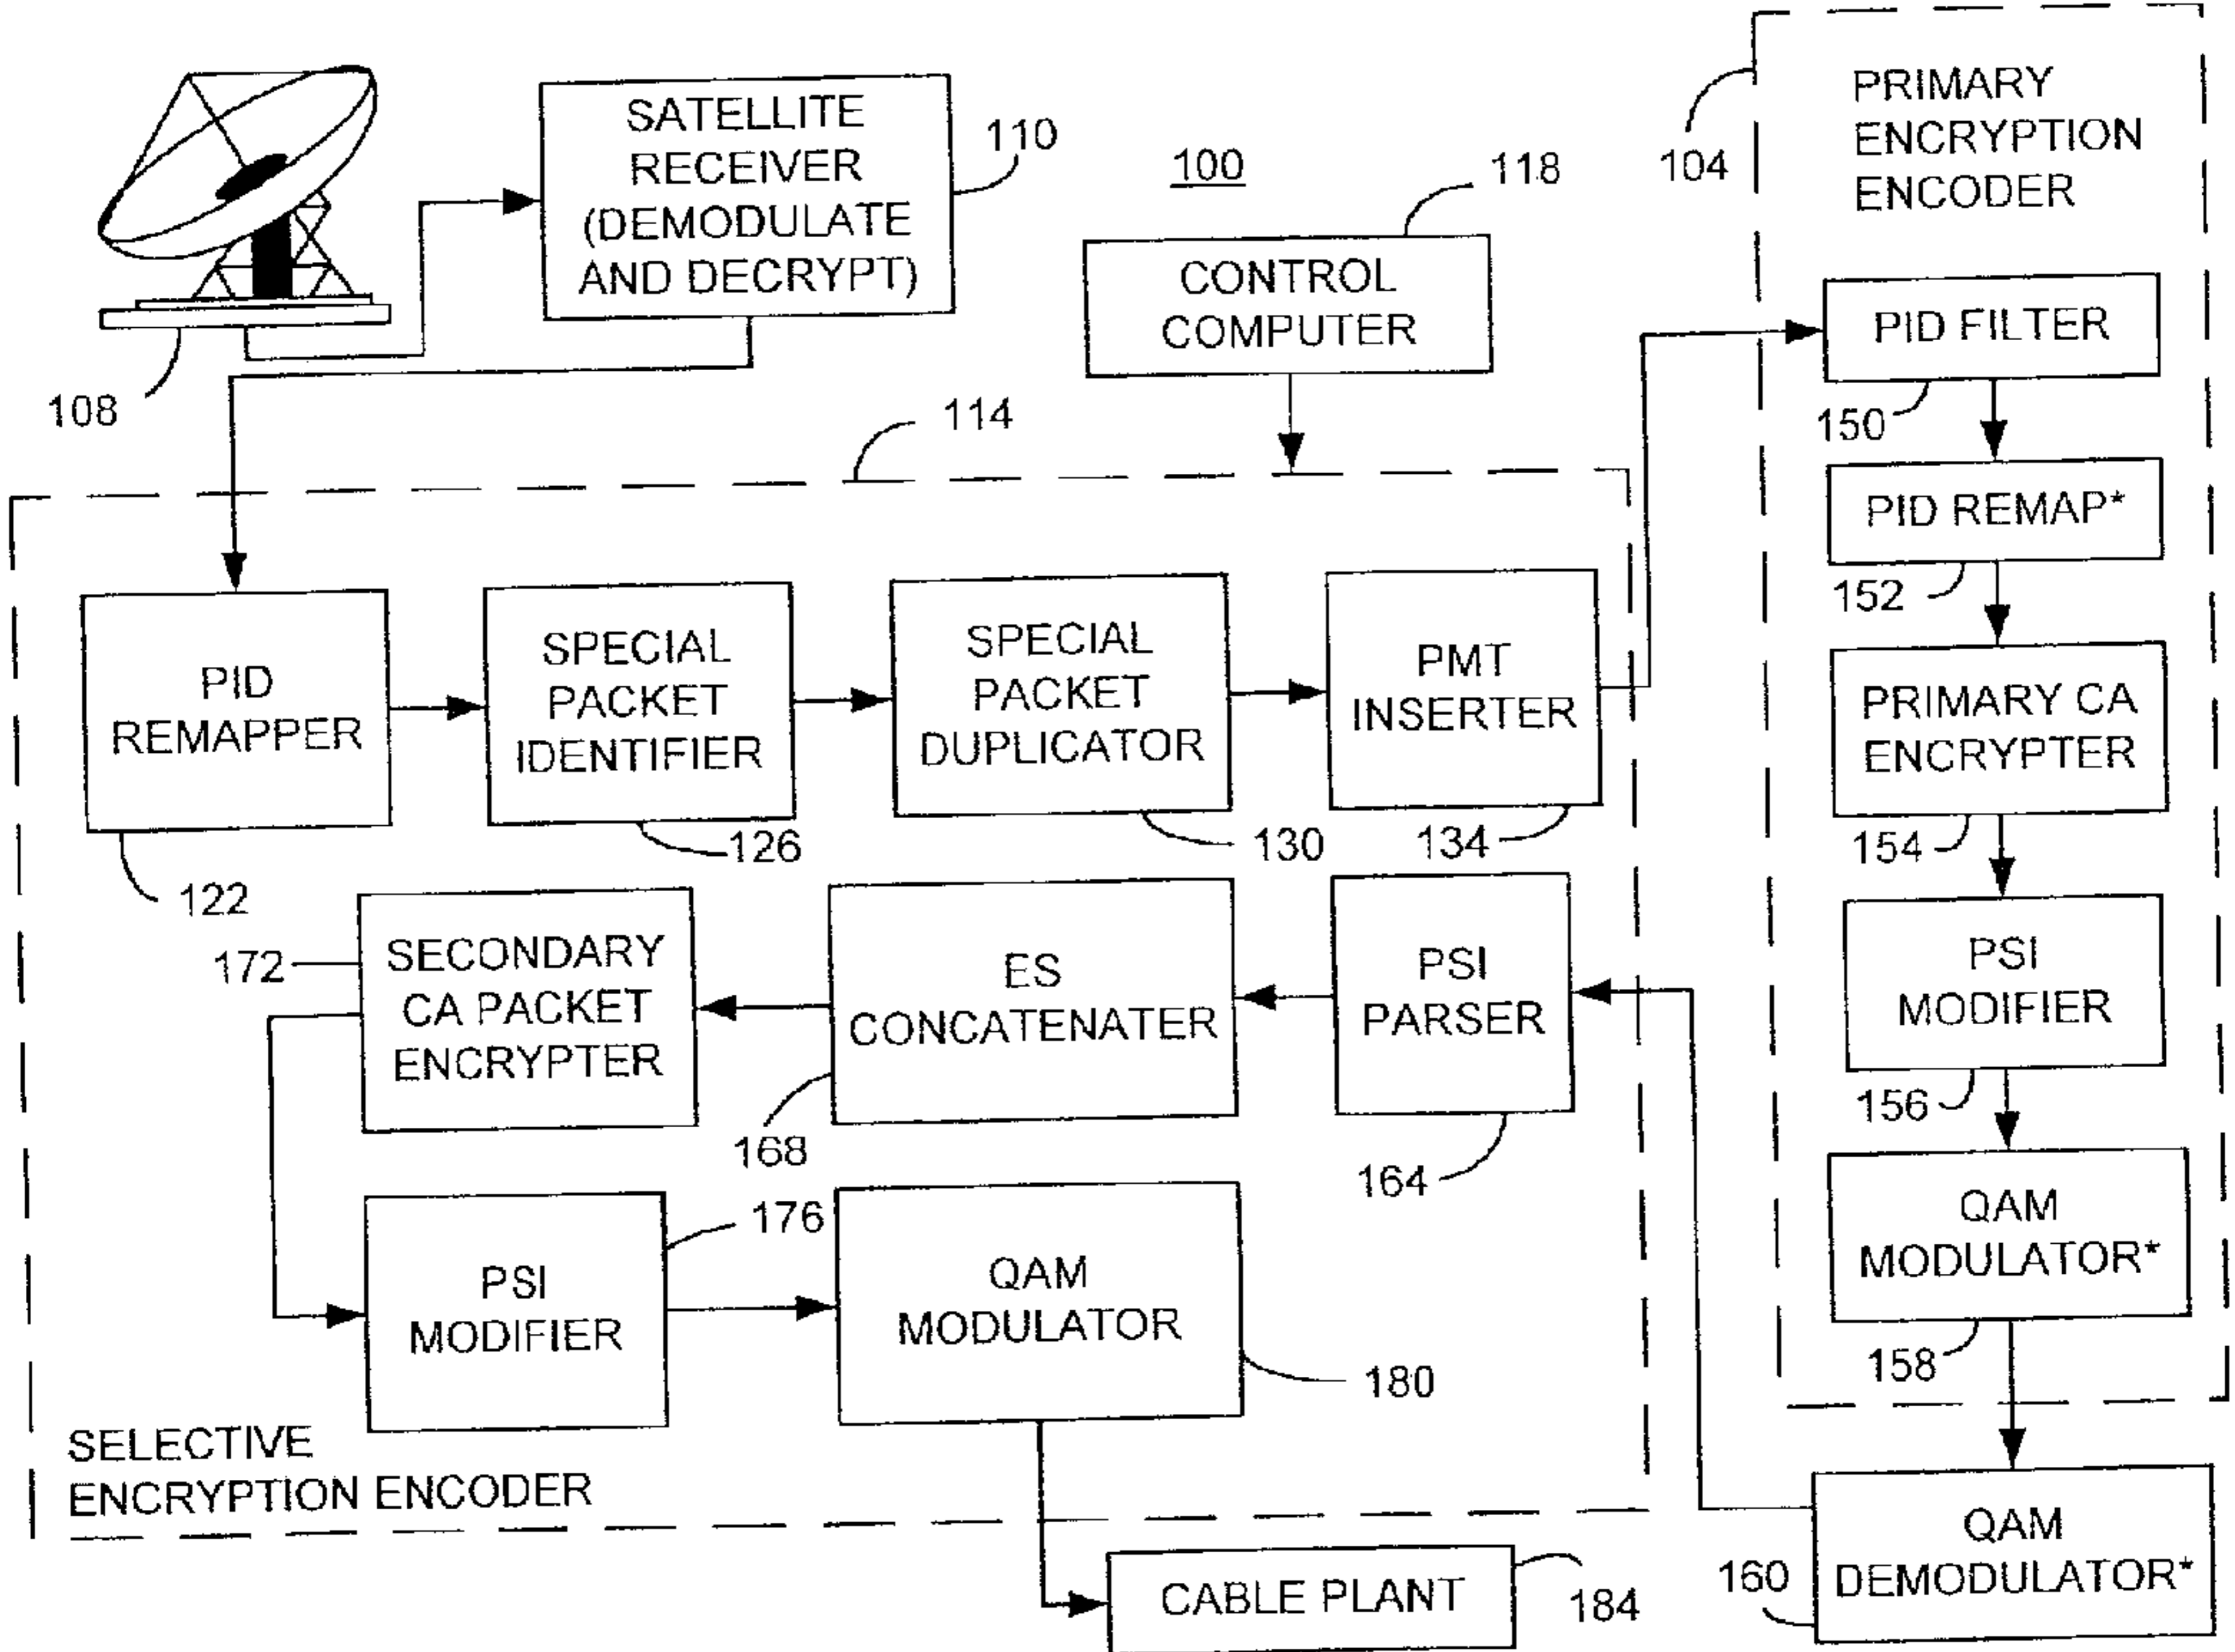 SATELLITE
RECEIVER
(DEMODULATE
AND DECRYPT)
110
100
118
CONTROL
COMPUTER
104
PRIMARY
ENCRYPTION
ENCODER
108
114
PID FILTER
150
PID REMAP*
152
PID
REMAPPER
122
SPECIAL
PACKET
IDENTIFIER
126
SPECIAL
PACKET
DUPLICATOR
130
PMT
INSERTER
134
PRIMARY CA
ENCRYPTER
154
172
SECONDARY
CA PACKET
ENCRYPTER
ES
CONCATENATER
168
PSI
PARSER
164
PSI
MODIFIER
156
PSI
MODIFIER
176
QAM
MODULATOR
180
QAM
MODULATOR*
158
SELECTIVE
ENCRYPTION ENCODER
CABLE PLANT
184
160
QAM
DEMODULATOR*